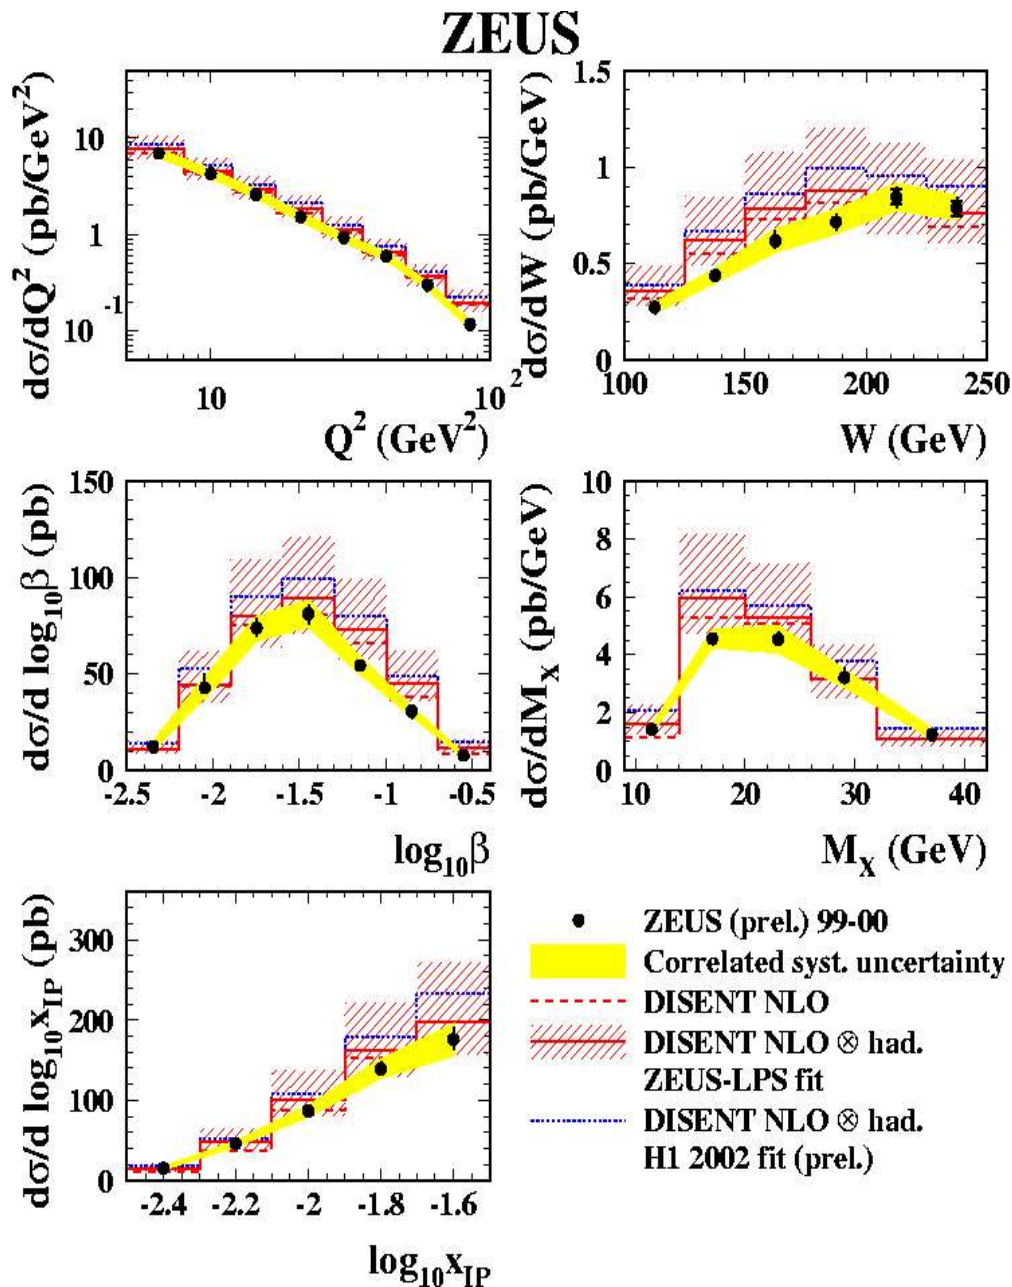 ZEUS
dσ/dQ² (pb/GeV²)
10
1
10⁻¹
10
10²
Q² (GeV²)
dσ/dW (pb/GeV)
1.5
1
0.5
0
100 150 200 250
W (GeV)
dσ/d log₁₀β (pb)
150
100
50
0
-2.5 -2 -1.5 -1 -0.5
log₁₀β
dσ/dM_X (pb/GeV)
10
8
6
4
2
0
10 20 30 40
M_X (GeV)
dσ/d log₁₀x_IP (pb)
300
200
100
0
-2.4 -2.2 -2 -1.8 -1.6
log₁₀x_IP
ZEUS (prel.) 99-00
Correlated syst. uncertainty
DISENT NLO
DISENT NLO ⊗ had.
ZEUS-LPS fit
DISENT NLO ⊗ had.
H1 2002 fit (prel.)